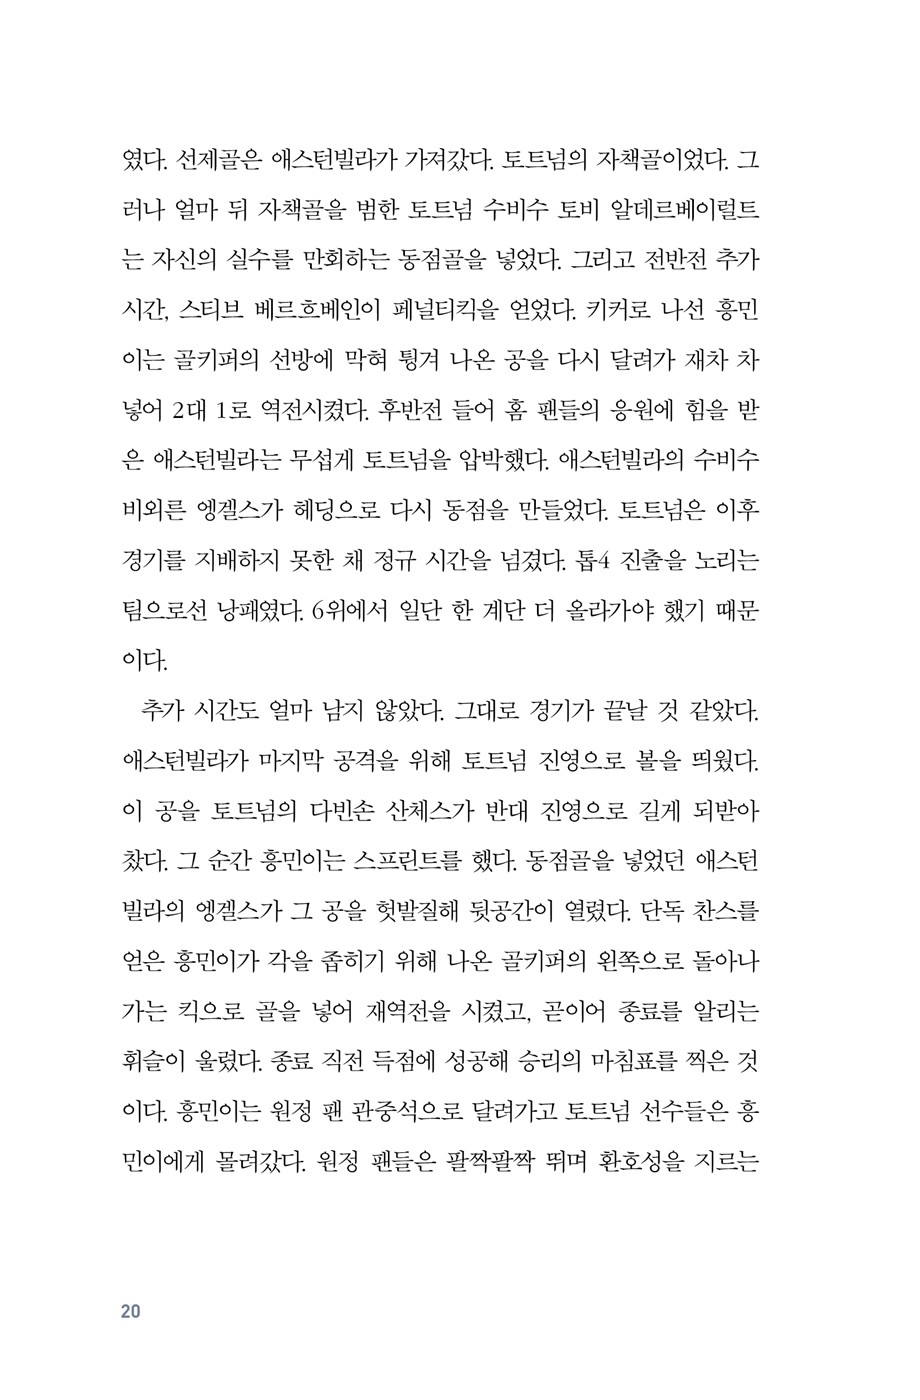 였다. 선제골은 애스턴빌라가 가져갔다. 토트넘의 자책골이었다. 그
러나 얼마 뒤 자책골을 범한 토트넘 수비수 토비 알데르베이럴트
는 자신의 실수를 만회하는 동점골을 넣었다. 그리고 전반전 추가
시간, 스티브 베르흐베인이 페널티킥을 얻었다. 키커로 나선 흥민
이는 골키퍼의 선방에 막혀 튕겨 나온 공을 다시 달려가 재차 차
넣어 2대 1로 역전시켰다. 후반전 들어 홈 팬들의 응원에 힘을 받
은 애스턴빌라는 무섭게 토트넘을 압박했다. 애스턴빌라의 수비수
비외른 엥겔스가 헤딩으로 다시 동점을 만들었다. 토트넘은 이후
경기를 지배하지 못한 채 정규 시간을 넘겼다. 톱4 진출을 노리는
팀으로선 낭패였다. 6위에서 일단 한 계단 더 올라가야 했기 때문
이다.
추가 시간도 얼마 남지 않았다. 그대로 경기가 끝날 것 같았다.
애스턴빌라가 마지막 공격을 위해 토트넘 진영으로 볼을 띄웠다.
이 공을 토트넘의 다빈손 산체스가 반대 진영으로 길게 되받아
찼다. 그 순간 흥민이는 스프린트를 했다. 동점골을 넣었던 애스턴
빌라의 엥겔스가 그 공을 헛발질해 뒷공간이 열렸다. 단독 찬스를
얻은 흥민이가 각을 좁히기 위해 나온 골키퍼의 왼쪽으로 돌아나
가는 킥으로 골을 넣어 재역전을 시켰고, 곧이어 종료를 알리는
휘슬이 울렸다. 종료 직전 득점에 성공해 승리의 마침표를 찍은 것
이다. 흥민이는 원정 팬 관중석으로 달려가고 토트넘 선수들은 흥
민이에게 몰려갔다. 원정 팬들은 팔짝팔짝 뛰며 환호성을 지르는
20